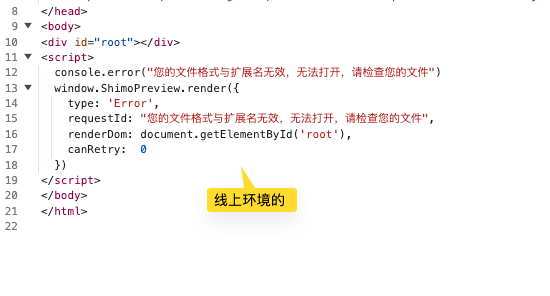 8 </head>
9 <body>
10 <div id="root"></div>
11 <script>
12 console.error("您的文件格式与扩展名无效，无法打开，请检查您的文件")
13 window.ShimoPreview.render({
14 type: 'Error',
15 requestId: "您的文件格式与扩展名无效，无法打开，请检查您的文件",
16 renderDom: document.getElementById('root'),
17 canRetry: 0
18 })
19 </script>
20 </body>
21 </html>
22
线上环境的